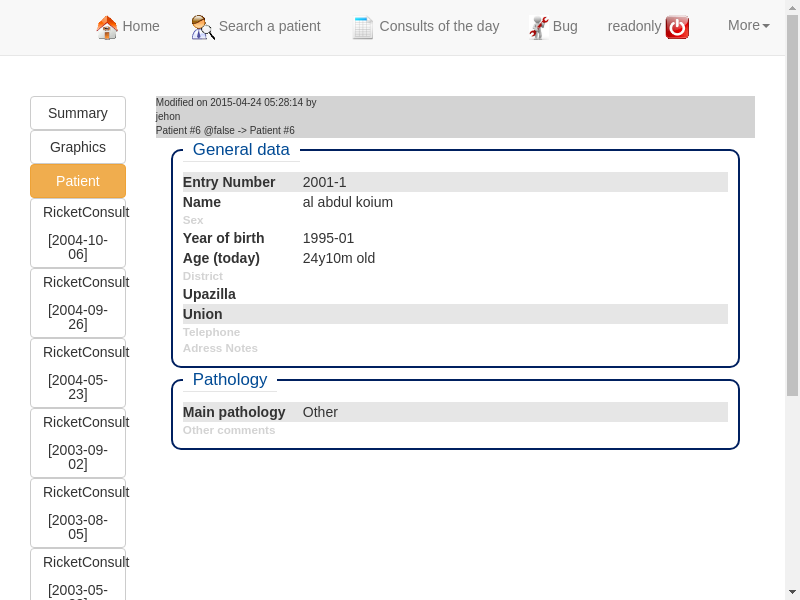 Home
Search a patient
Consults of the day
Bug
readonly
More
Summary
Graphics
Patient
RicketConsult
[2004-10-
06]
RicketConsult
[2004-09-
26]
RicketConsult
[2004-05-
23]
RicketConsult
[2003-09-
02]
RicketConsult
[2003-08-
05]
RicketConsult
[2003-05-
Modified on 2015-04-24 05:28:14 by
jehon
Patient #6 @false -> Patient #6
General data
Entry Number 2001-1
Name al abdul koium
Sex
Year of birth 1995-01
Age (today) 24y10m old
District
Upazilla
Union
Telephone
Adress Notes
Pathology
Main pathology Other
Other comments